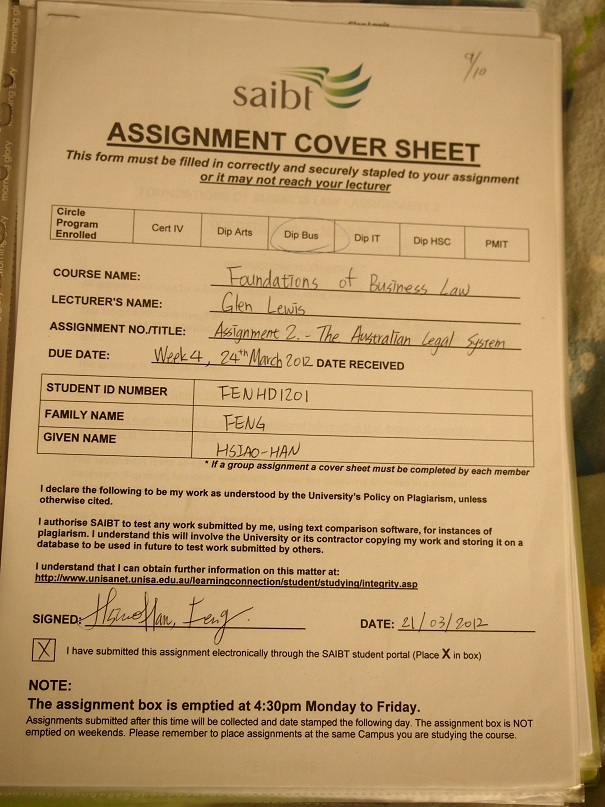 9/10
saibt
ASSIGNMENT COVER SHEET
This form must be filled in correctly and securely stapled to your assignment
or it may not reach your lecturer
Circle Program Enrolled Cert IV Dip Arts Dip Bus Dip IT Dip HSC PMIT
COURSE NAME: Foundations of Business Law
LECTURER'S NAME: Glen Lewis
ASSIGNMENT NO./TITLE: Assignment 2. - The Australian Legal System
DUE DATE: Week 4, 24th March 2012 DATE RECEIVED
STUDENT ID NUMBER FENHD1201
FAMILY NAME FENG
GIVEN NAME HSIAO-HAN
* If a group assignment a cover sheet must be completed by each member
I declare the following to be my work as understood by the University's Policy on Plagiarism, unless
otherwise cited.
I authorise SAIBT to test any work submitted by me, using text comparison software, for instances of
plagiarism. I understand this will involve the University or its contractor copying my work and storing it on a
database to be used in future to test work submitted by others.
I understand that I can obtain further information on this matter at:
http://www.unisanet.unisa.edu.au/learningconnection/student/studying/integrity.asp
SIGNED: Hsiao Han, Feng. DATE: 21/03/2012
X I have submitted this assignment electronically through the SAIBT student portal (Place X in box)
NOTE:
The assignment box is emptied at 4:30pm Monday to Friday.
Assignments submitted after this time will be collected and date stamped the following day. The assignment box is NOT
emptied on weekends. Please remember to place assignments at the same Campus you are studying the course.
morning glory